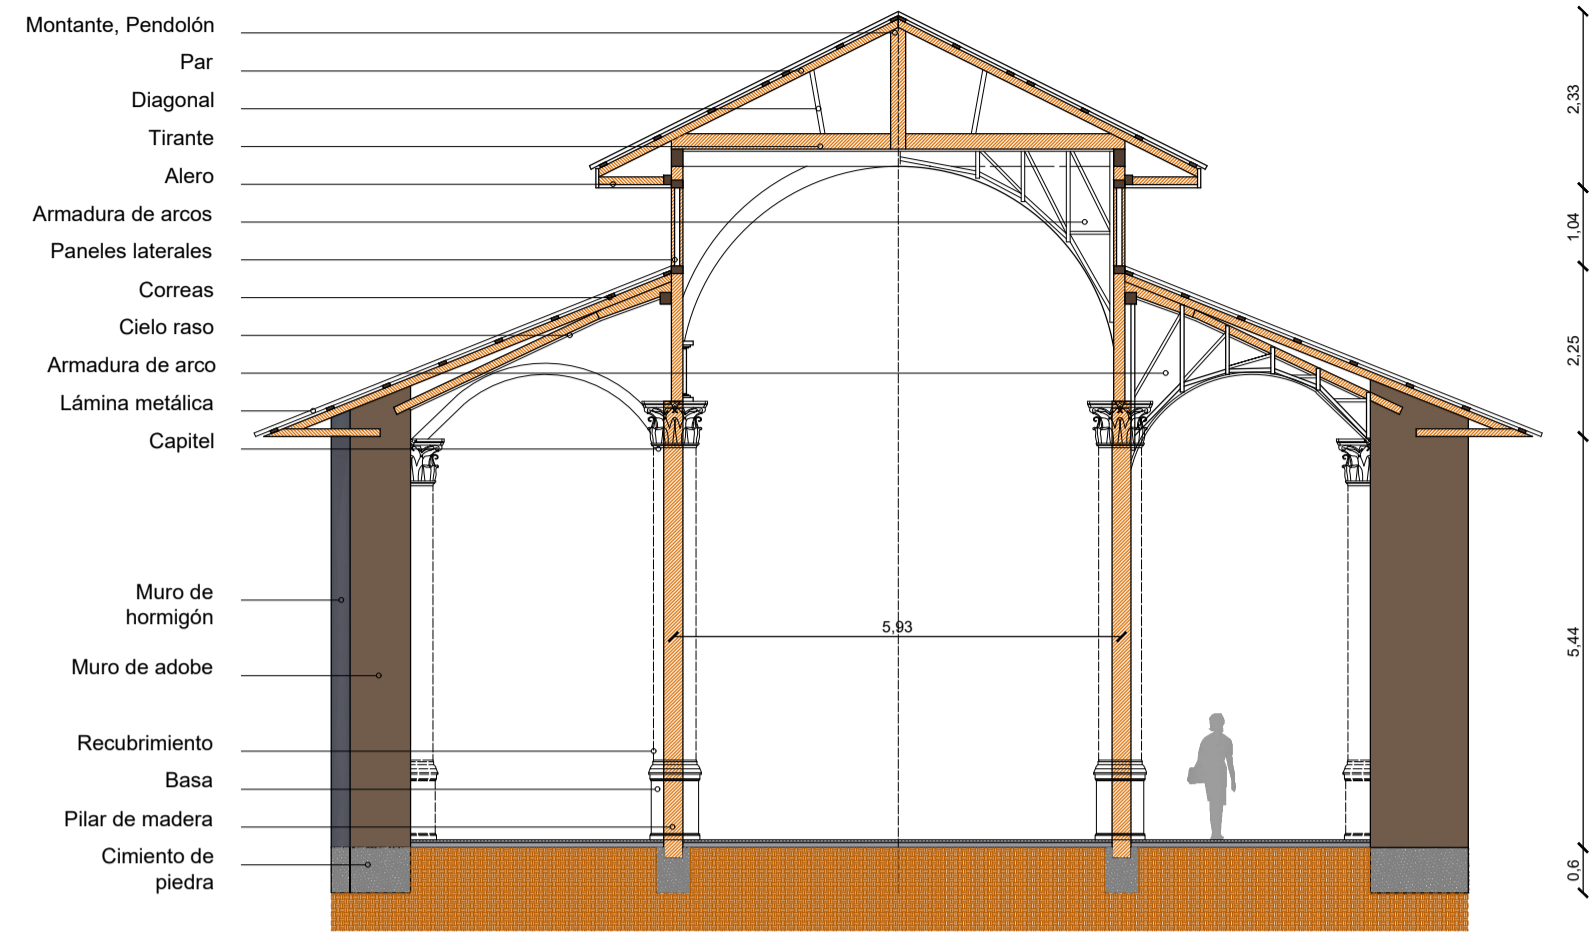 Montante, Pendolón
Par
Diagonal
Tirante
Alero
Armadura de arcos
Paneles laterales
Correas
Cielo raso
Armadura de arco
Lámina metálica
Capitel
Muro de
hormigón
Muro de adobe
Recubrimiento
Basa
Pilar de madera
Cimiento de
piedra
5,93
2,33
1,04
2,25
5,44
0,6